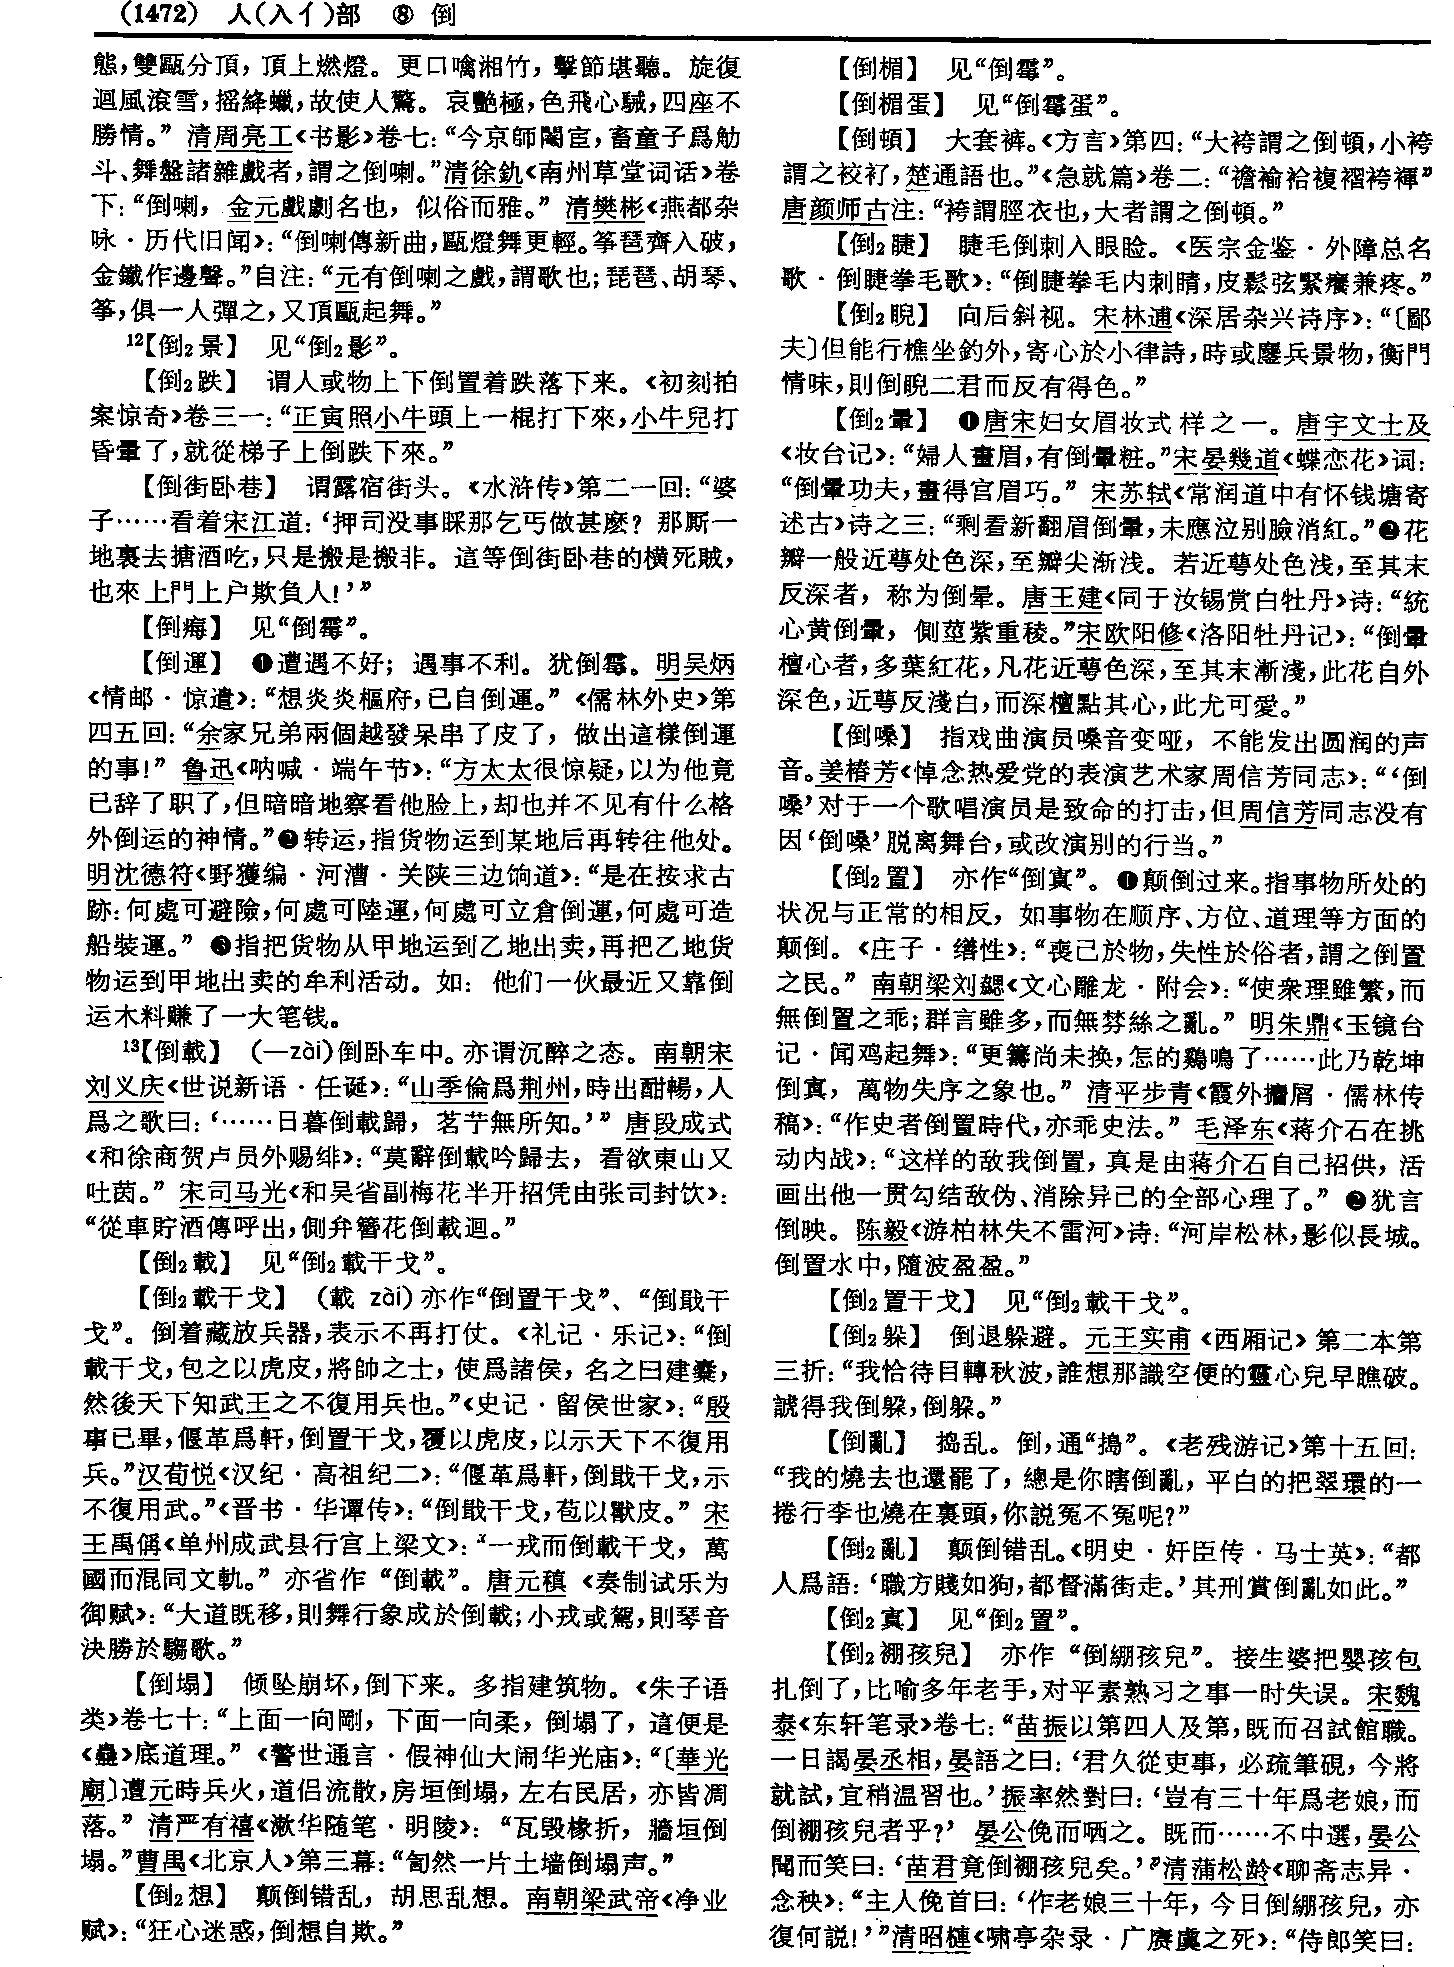 (1472) 人(入亻)部 ⑧ 倒
態，雙甌分頂，頂上燃燈。更口噙湘竹，擊節堪聽。旋復
迴風滾雪，摇絳蠟，故使人驚。哀艷極，色飛心駴，四座不
勝情。”清周亮工《书影》卷七：“今京師閹宦，畜童子爲觔
斗、舞盤諸雜戲者，謂之倒喇。”清徐釚《南州草堂词话》卷
下：“倒喇，金元戲劇名也，似俗而雅。”清樊彬《燕都杂
咏·历代旧闻》：“倒喇傳新曲，甌燈舞更輕。筝琶齊入破，
金鐵作邊聲。”自注：“元有倒喇之戲，謂歌也；琵琶、胡琴、
筝，俱一人彈之，又頂甌起舞。”
12【倒2景】 见“倒2影”。
【倒2跌】 谓人或物上下倒置着跌落下来。《初刻拍
案惊奇》卷三一：“正寅照小牛頭上一棍打下來，小牛兒打
昏暈了，就從梯子上倒跌下來。”
【倒街卧巷】 谓露宿街头。《水浒传》第二一回：“婆
子……看着宋江道：‘押司没事睬那乞丐做甚麽？那厮一
地裏去搪酒吃，只是搬是搬非。這等倒街卧巷的横死賊，
也來上門上户欺負人！’”
【倒痗】 见“倒霉”。
【倒運】 ❶遭遇不好；遇事不利。犹倒霉。明吴炳
《情邮·惊遣》：“想炎炎樞府，已自倒運。”《儒林外史》第
四五回：“余家兄弟兩個越發呆串了皮了，做出這樣倒運
的事！”鲁迅《呐喊·端午节》：“方太太很惊疑，以为他竟
已辞了职了，但暗暗地察看他脸上，却也并不见有什么格
外倒运的神情。”❷转运，指货物运到某地后再转往他处。
明沈德符《野獲编·河漕·关陕三边饷道》：“是在按求古
跡：何處可避險，何處可陸運，何處可立倉倒運，何處可造
船裝運。”❸指把货物从甲地运到乙地出卖，再把乙地货
物运到甲地出卖的牟利活动。如：他们一伙最近又靠倒
运木料赚了一大笔钱。
13【倒載】 (—zài)倒卧车中。亦谓沉醉之态。南朝宋
刘义庆《世说新语·任诞》：“山季倫爲荆州，時出酣暢，人
爲之歌曰：‘……日暮倒載歸，茗艼無所知。’”唐段成式
《和徐商贺卢员外赐绯》：“莫辭倒載吟歸去，看欲東山又
吐茵。”宋司马光《和吴省副梅花半开招凭由张司封饮》：
“從車貯酒傳呼出，側弁簪花倒載迴。”
【倒2載】 见“倒2載干戈”。
【倒2載干戈】 (載 zài)亦作“倒置干戈”、“倒戢干
戈”。倒着藏放兵器，表示不再打仗。《礼记·乐记》：“倒
載干戈，包之以虎皮，將帥之士，使爲諸侯，名之曰建櫜，
然後天下知武王之不復用兵也。”《史记·留侯世家》：“殷
事已畢，偃革爲軒，倒置干戈，覆以虎皮，以示天下不復用
兵。”汉荀悦《汉纪·高祖纪二》：“偃革爲軒，倒戢干戈，示
不復用武。”《晋书·华谭传》：“倒戢干戈，苞以獸皮。”宋
王禹偁《单州成武县行宫上梁文》：“一戎而倒載干戈，萬
國而混同文軌。”亦省作“倒載”。唐元稹《奏制试乐为
御赋》：“大道既移，則舞行象成於倒載；小戎或駕，則琴音
决勝於騶歌。”
【倒塌】 倾坠崩坏，倒下来。多指建筑物。《朱子语
类》卷七十：“上面一向剛，下面一向柔，倒塌了，這便是
《蠱》底道理。”《警世通言·假神仙大闹华光庙》：“〔華光
廟〕遭元時兵火，道侣流散，房垣倒塌，左右民居，亦皆凋
落。”清严有禧《漱华随笔·明陵》：“瓦毁椽折，牆垣倒
塌。”曹禺《北京人》第三幕：“訇然一片土墙倒塌声。”
【倒2想】 颠倒错乱，胡思乱想。南朝梁武帝《净业
赋》：“狂心迷惑，倒想自欺。”
【倒楣】 见“倒霉”。
【倒楣蛋】 见“倒霉蛋”。
【倒頓】 大套裤。《方言》第四：“大袴謂之倒頓，小袴
謂之䘨衦，楚通語也。”《急就篇》卷二：“襜褕袷複褶袴褌”
唐颜师古注：“袴謂脛衣也，大者謂之倒頓。”
【倒2睫】 睫毛倒刺入眼睑。《医宗金鉴·外障总名
歌·倒睫拳毛歌》：“倒睫拳毛内刺睛，皮鬆弦緊癢兼疼。”
【倒2睨】 向后斜视。宋林逋《深居杂兴诗序》：“〔鄙
夫〕但能行樵坐釣外，寄心於小律詩，時或鏖兵景物，衡門
情味，則倒睨二君而反有得色。”
【倒2暈】 ❶唐宋妇女眉妆式样之一。唐宇文士及
《妆台记》：“婦人畫眉，有倒暈粧。”宋晏幾道《蝶恋花》词：
“倒暈功夫，畫得宫眉巧。”宋苏轼《常润道中有怀钱塘寄
述古》诗之三：“剩看新翻眉倒暈，未應泣别臉消紅。”❷花
瓣一般近萼处色深，至瓣尖渐浅。若近萼处色浅，至其末
反深者，称为倒晕。唐王建《同于汝锡赏白牡丹》诗：“統
心黄倒暈，側莖紫重稜。”宋欧阳修《洛阳牡丹记》：“倒暈
檀心者，多葉紅花，凡花近萼色深，至其末漸淺，此花自外
深色，近萼反淺白，而深檀點其心，此尤可愛。”
【倒嗓】 指戏曲演员嗓音变哑，不能发出圆润的声
音。姜椿芳《悼念热爱党的表演艺术家周信芳同志》：“‘倒
嗓’对于一个歌唱演员是致命的打击，但周信芳同志没有
因‘倒嗓’脱离舞台，或改演别的行当。”
【倒2置】 亦作“倒寘”。❶颠倒过来。指事物所处的
状况与正常的相反，如事物在顺序、方位、道理等方面的
颠倒。《庄子·缮性》：“喪己於物，失性於俗者，謂之倒置
之民。”南朝梁刘勰《文心雕龙·附会》：“使衆理雖繁，而
無倒置之乖；群言雖多，而無棼絲之亂。”明朱鼎《玉镜台
记·闻鸡起舞》：“更籌尚未换，怎的鷄鳴了……此乃乾坤
倒寘，萬物失序之象也。”清平步青《霞外攟屑·儒林传
稿》：“作史者倒置時代，亦乖史法。”毛泽东《蒋介石在挑
动内战》：“这样的敌我倒置，真是由蒋介石自己招供，活
画出他一贯勾结敌伪、消除异己的全部心理了。”❷犹言
倒映。陈毅《游柏林失不雷河》诗：“河岸松林，影似長城。
倒置水中，隨波盈盈。”
【倒2置干戈】 见“倒2載干戈”。
【倒2躲】 倒退躲避。元王实甫《西厢记》第二本第
三折：“我恰待目轉秋波，誰想那識空便的靈心兒早瞧破。
諕得我倒躲，倒躲。”
【倒亂】 捣乱。倒，通“搗”。《老残游记》第十五回：
“我的燒去也還罷了，總是你瞎倒亂，平白的把翠環的一
捲行李也燒在裏頭，你説冤不冤呢？”
【倒2亂】 颠倒错乱。《明史·奸臣传·马士英》：“都
人爲語：‘職方賤如狗，都督滿街走。’其刑賞倒亂如此。”
【倒2寘】 见“倒2置”。
【倒2褯孩兒】 亦作“倒綳孩兒”。接生婆把婴孩包
扎倒了，比喻多年老手，对平素熟习之事一时失误。宋魏
泰《东轩笔录》卷七：“苗振以第四人及第，既而召試館職。
一日謁晏丞相，晏語之曰：‘君久從吏事，必疏筆硯，今將
就試，宜稍温習也。’振率然對曰：‘豈有三十年爲老娘，而
倒綳孩兒者乎？’晏公俛而哂之。既而……不中選，晏公
聞而笑曰：‘苗君竟倒綳孩兒矣。’”清蒲松龄《聊斋志异·
念秧》：“主人俛首曰：‘作老娘三十年，今日倒綳孩兒，亦
復何説！’”清昭槤《啸亭杂录·广赓虞之死》：“侍郎笑曰：